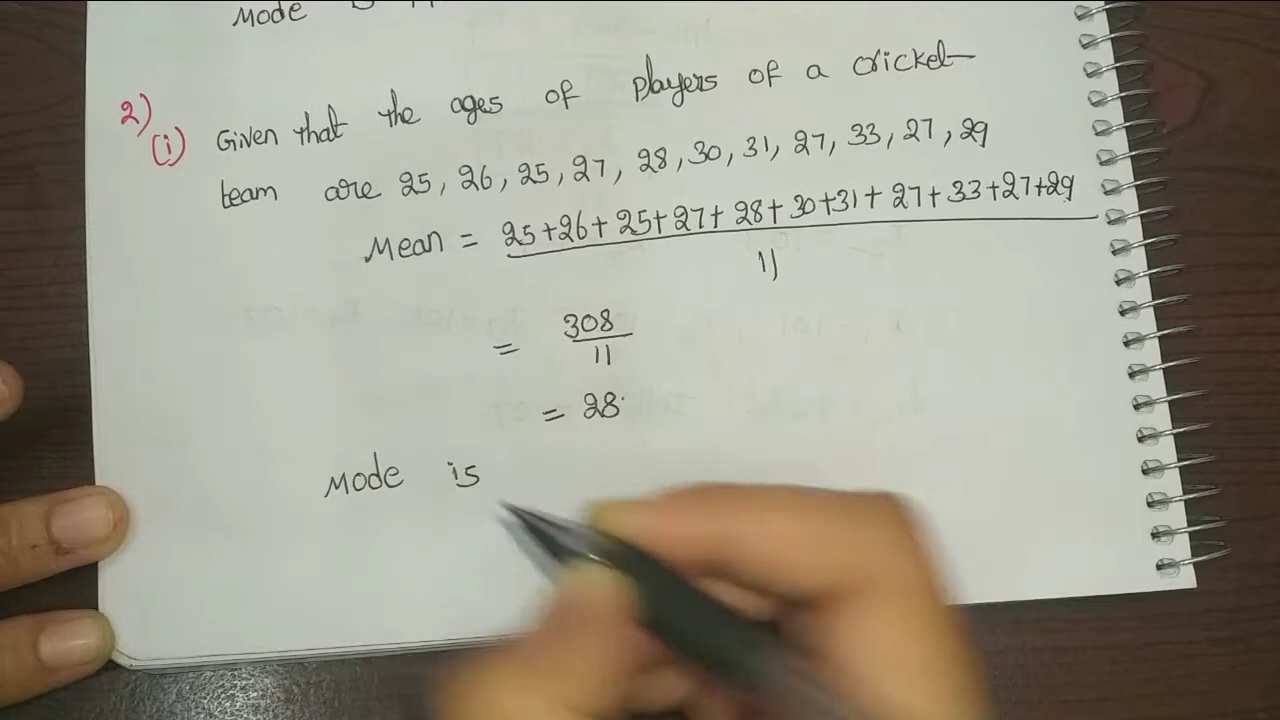 Mode is
2)
(i) Given that the ages of players of a cricket
team are 25, 26, 25, 27, 28, 30, 31, 27, 33, 27, 29
Mean = 25+26+25+27+28+30+31+27+33+27+29
11
= 308
11
= 28.
Mode is